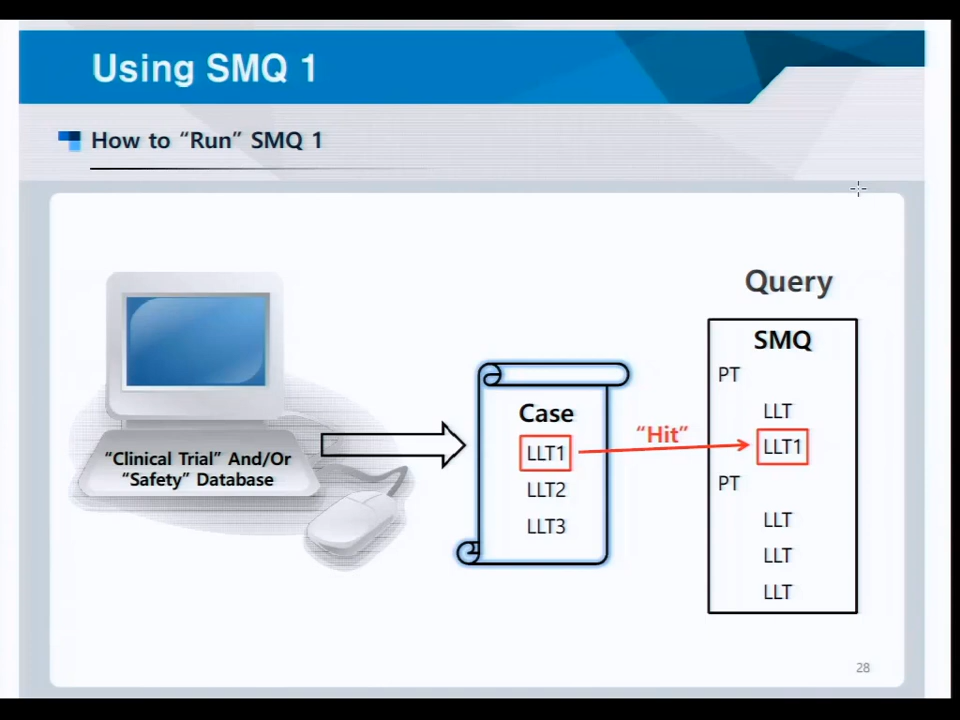 Using SMQ 1
How to “Run” SMQ 1
Query
SMQ
PT
LLT
LLT1
PT
LLT
LLT
LLT
Case
LLT1
LLT2
LLT3
“Hit”
“Clinical Trial” And/Or
“Safety” Database
28